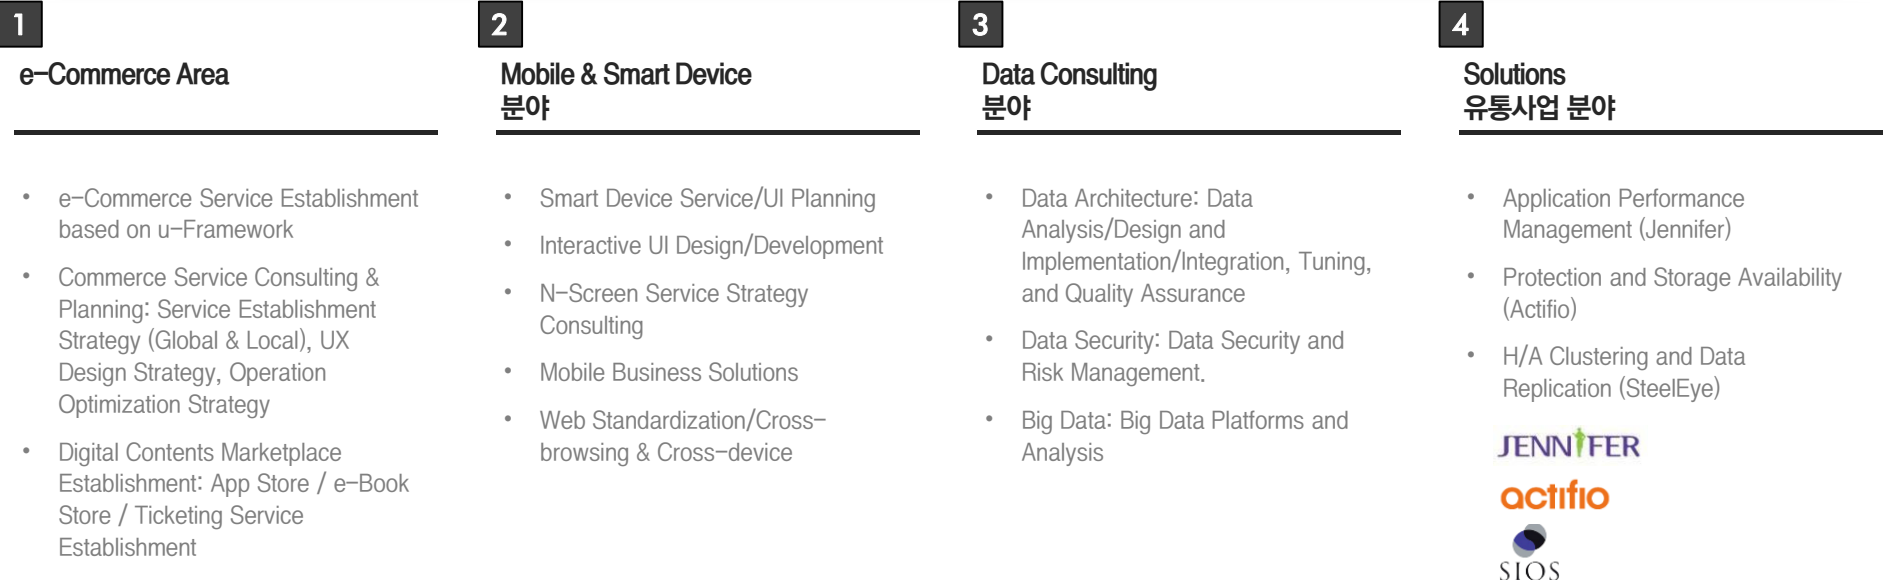 1
e-Commerce Area
• e-Commerce Service Establishment
based on u-Framework
• Commerce Service Consulting &
Planning: Service Establishment
Strategy (Global & Local), UX
Design Strategy, Operation
Optimization Strategy
• Digital Contents Marketplace
Establishment: App Store / e-Book
Store / Ticketing Service
Establishment
2
Mobile & Smart Device
분야
• Smart Device Service/UI Planning
• Interactive UI Design/Development
• N-Screen Service Strategy
Consulting
• Mobile Business Solutions
• Web Standardization/Cross-
browsing & Cross-device
3
Data Consulting
분야
• Data Architecture: Data
Analysis/Design and
Implementation/Integration, Tuning,
and Quality Assurance
• Data Security: Data Security and
Risk Management.
• Big Data: Big Data Platforms and
Analysis
4
Solutions
유통사업 분야
• Application Performance
Management (Jennifer)
• Protection and Storage Availability
(Actifio)
• H/A Clustering and Data
Replication (SteelEye)
JENNIFER
actifio
SIOS